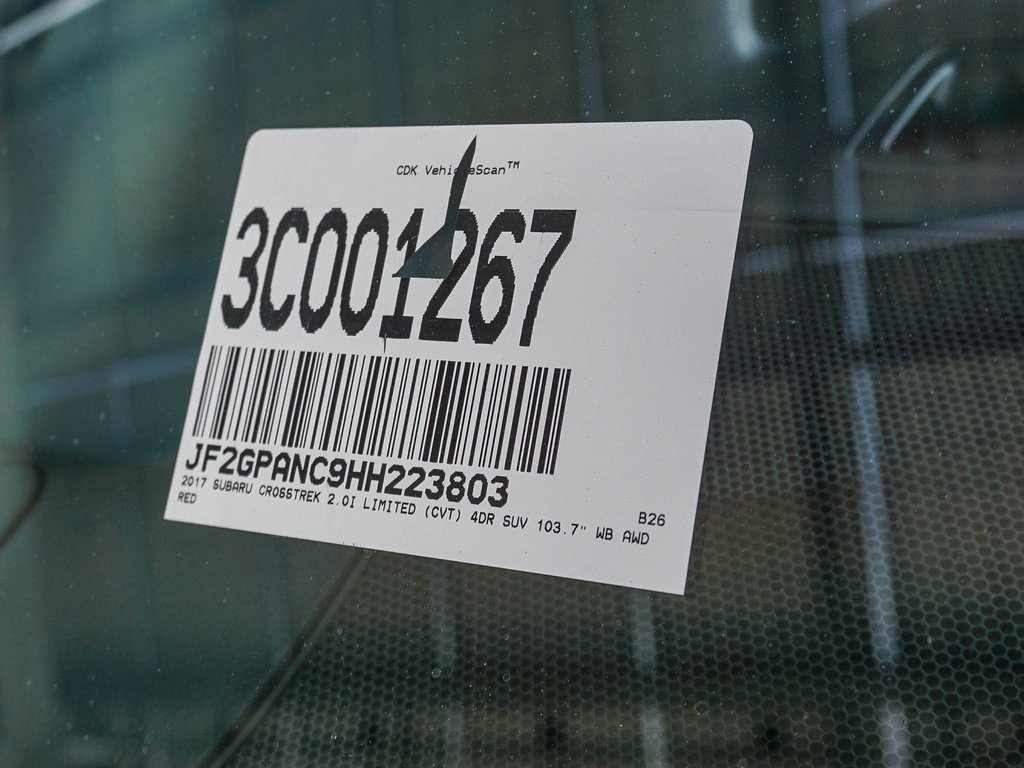 CDK VehicleScan™
3C001267
JF2GPANC9HH223803
2017 SUBARU CROSSTREK 2.0I LIMITED (CVT) 4DR SUV 103.7" WB AWD
RED
B26